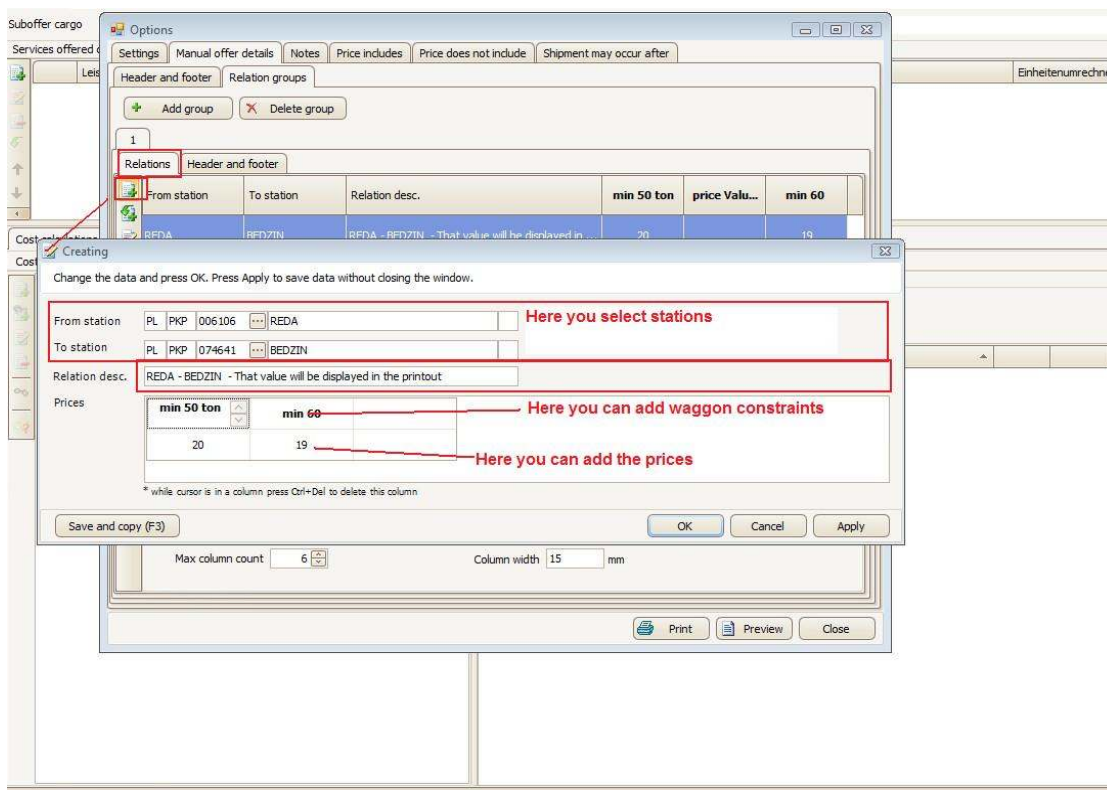 Suboffer cargo
Options
Services offered
Settings Manual offer details Notes Price includes Price does not include Shipment may occur after
Leis
Einheitenumrechn
Header and footer Relation groups
Add group Delete group
1
Relations Header and footer
From station To station Relation desc. min 50 ton price Valu... min 60
REDA BEDZIN REDA - BEDZIN - That value will be displayed in ... 20 19
Cost calculations
Creating
Cost
Change the data and press OK. Press Apply to save data without closing the window.
From station PL PKP 006106 ... REDA
Here you select stations
To station PL PKP 074641 ... BEDZIN
Relation desc. REDA - BEDZIN - That value will be displayed in the printout
Prices min 50 ton min 60
Here you can add waggon constraints
20 19
Here you can add the prices
* while cursor is in a column press Ctrl+Del to delete this column
Save and copy (F3) OK Cancel Apply
Max column count 6 Column width 15 mm
Print Preview Close